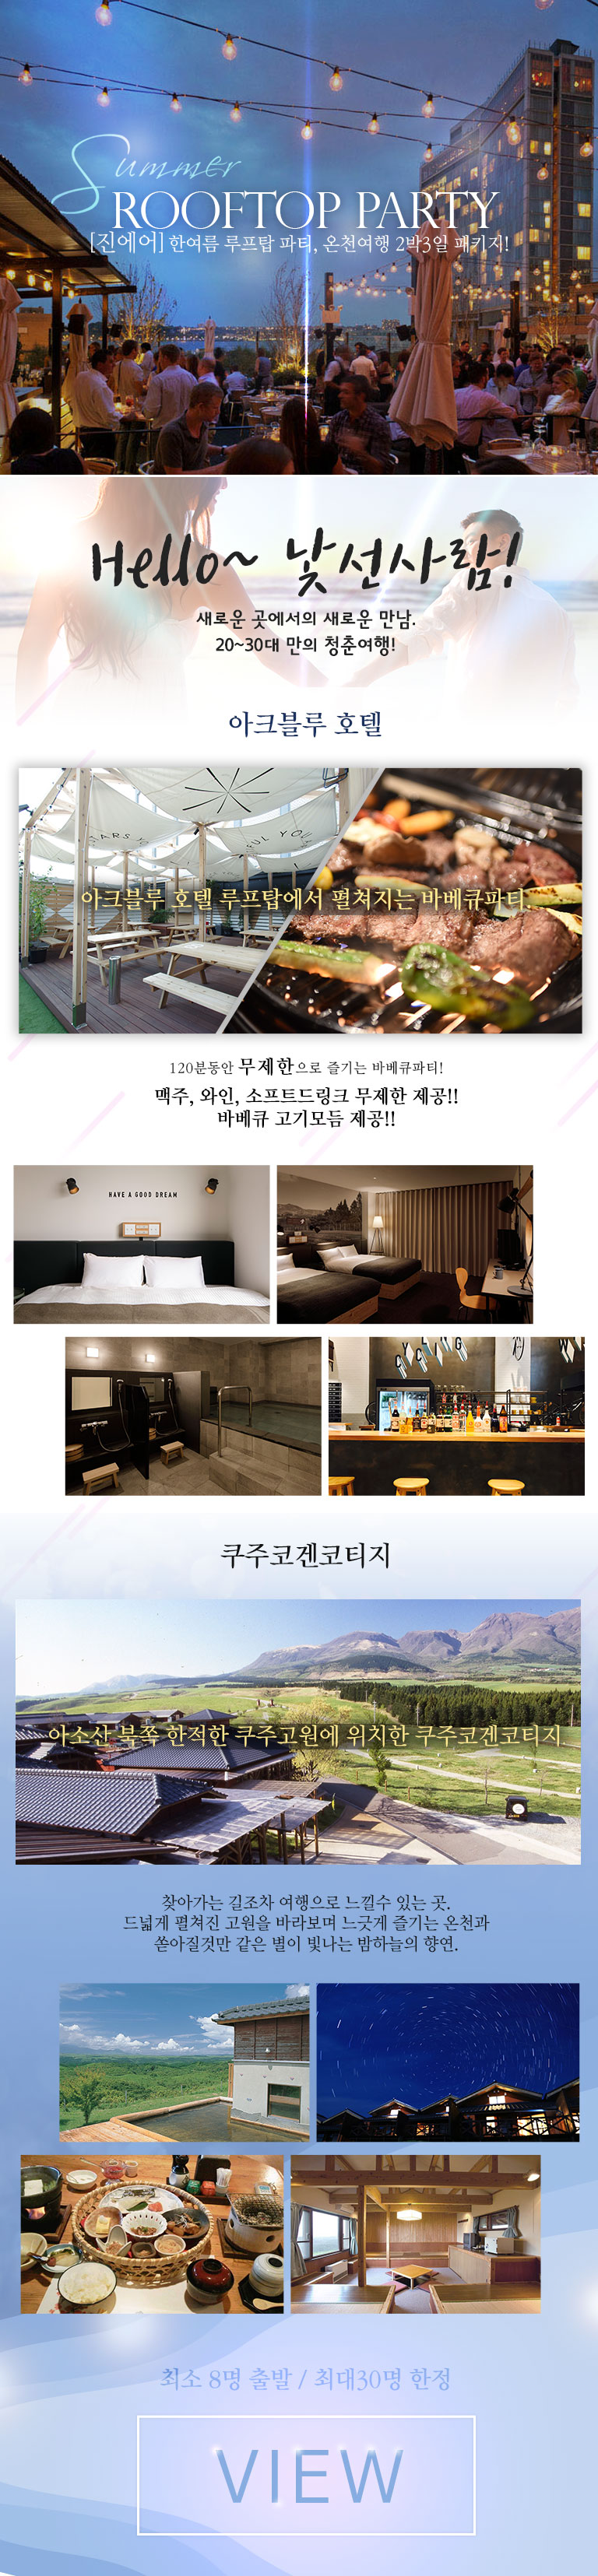 Summer
ROOFTOP PARTY
[진에어] 한여름 루프탑 파티, 온천여행 2박3일 패키지!
Hello~ 낯선사람!
새로운 곳에서의 새로운 만남.
20~30대 만의 청춘여행!
아크블루 호텔
STARS YO
FUL YOU
아크블루 호텔 루프탑에서 펼쳐지는 바베큐파티.
120분동안 무제한으로 즐기는 바베큐파티!
맥주, 와인, 소프트드링크 무제한 제공!!
바베큐 고기모듬 제공!!
HAVE A GOOD DREAM
쿠주코겐코티지
아소산 북쪽 한적한 쿠주고원에 위치한 쿠주코겐코티지.
찾아가는 길조차 여행으로 느낄수 있는 곳.
드넓게 펼쳐진 고원을 바라보며 느긋게 즐기는 온천과
쏟아질것만 같은 별이 빛나는 밤하늘의 향연.
최소 8명 출발 / 최대30명 한정
VIEW